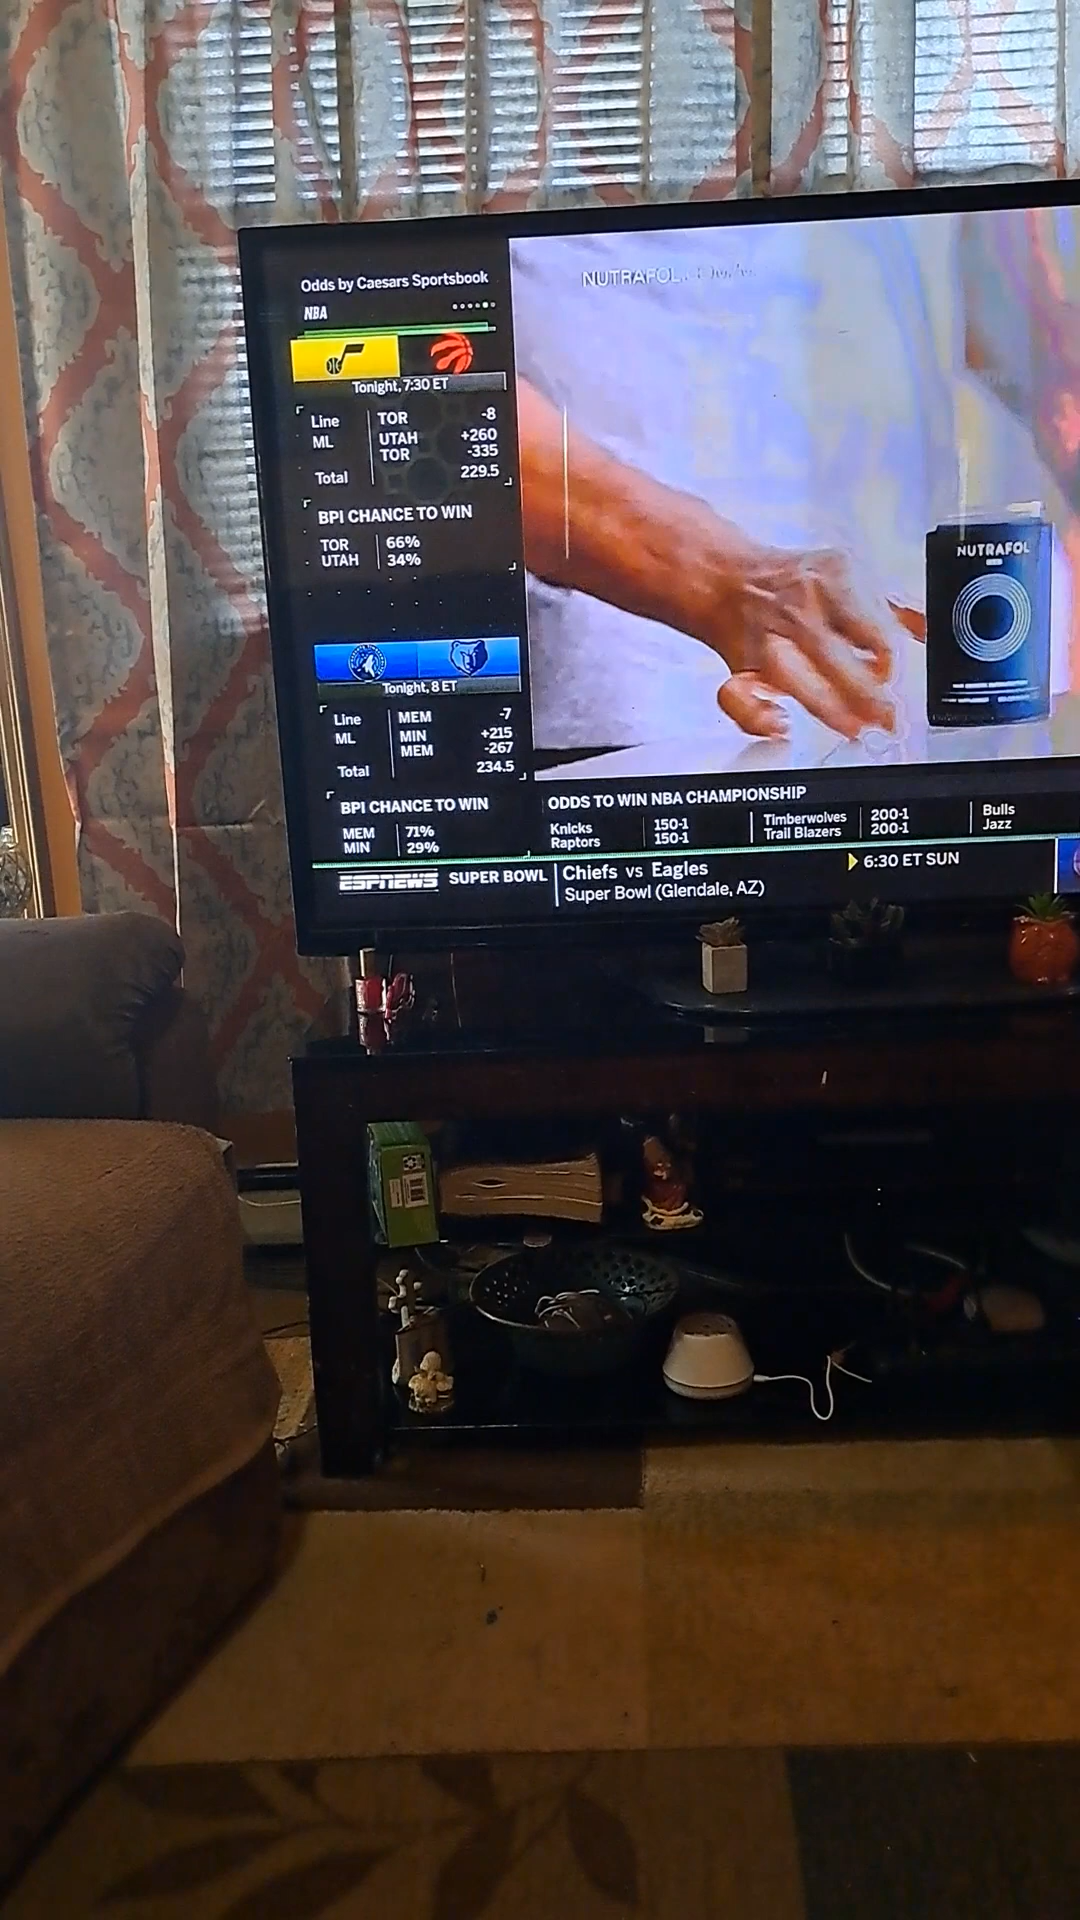 Odds by Caesars Sportsbook
NBA
Tonight, 7:30 ET
Line TOR -8
ML UTAH +260
TOR -335
Total 229.5
BPI CHANCE TO WIN
TOR 66%
UTAH 34%
Tonight, 8 ET
Line MEM -7
ML MIN +215
MEM -267
Total 234.5
BPI CHANCE TO WIN
MEM 71%
MIN 29%
NUTRAFOL
NUTRAFOL
ODDS TO WIN NBA CHAMPIONSHIP
Knicks 150-1 Timberwolves 200-1 Bulls
Raptors 150-1 Trail Blazers 200-1 Jazz
ESPNEWS SUPER BOWL Chiefs vs Eagles 6:30 ET SUN
Super Bowl (Glendale, AZ)